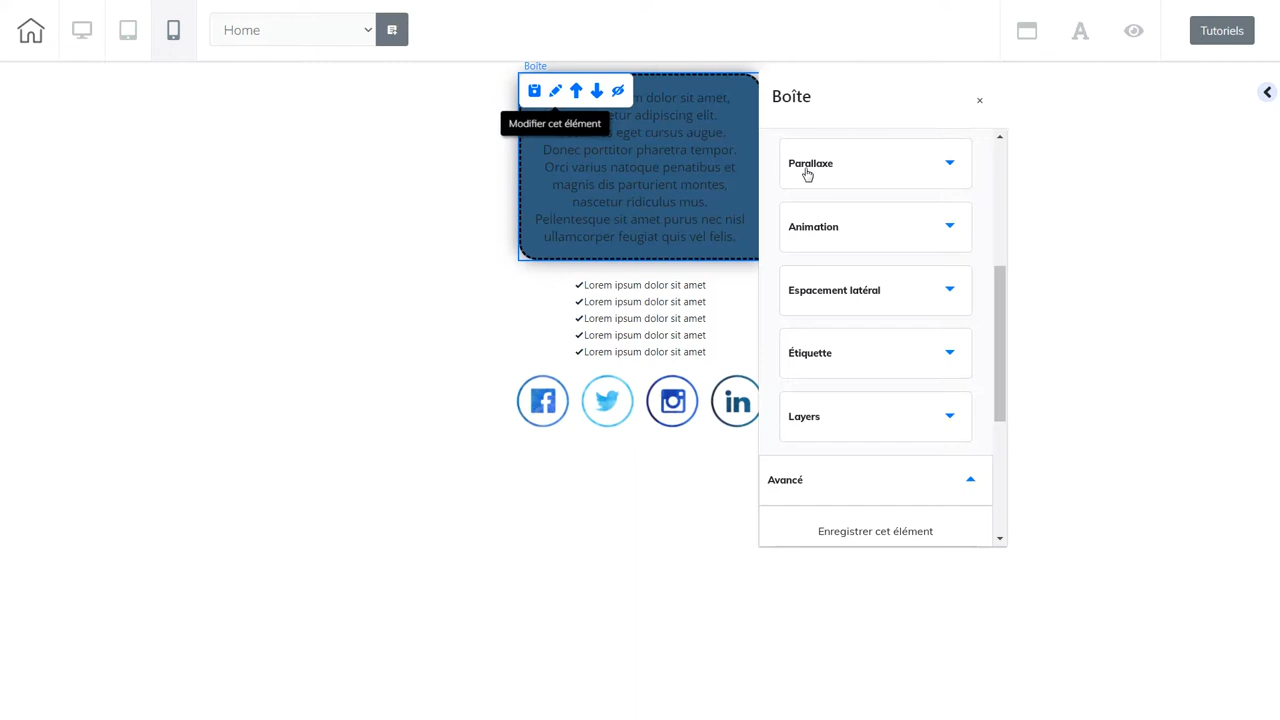 Home
Tutoriels
Boîte
m dolor sit amet,
tetur adipiscing elit.
Modifier cet élément
s eget cursus augue.
Donec porttitor pharetra tempor.
Orci varius natoque penatibus et
magnis dis parturient montes,
nascetur ridiculus mus.
Pellentesque sit amet purus nec nisl
ullamcorper feugiat quis vel felis.
Lorem ipsum dolor sit amet
Lorem ipsum dolor sit amet
Lorem ipsum dolor sit amet
Lorem ipsum dolor sit amet
Lorem ipsum dolor sit amet
in
Boîte
×
Parallaxe
Animation
Espacement latéral
Étiquette
Layers
Avancé
Enregistrer cet élément